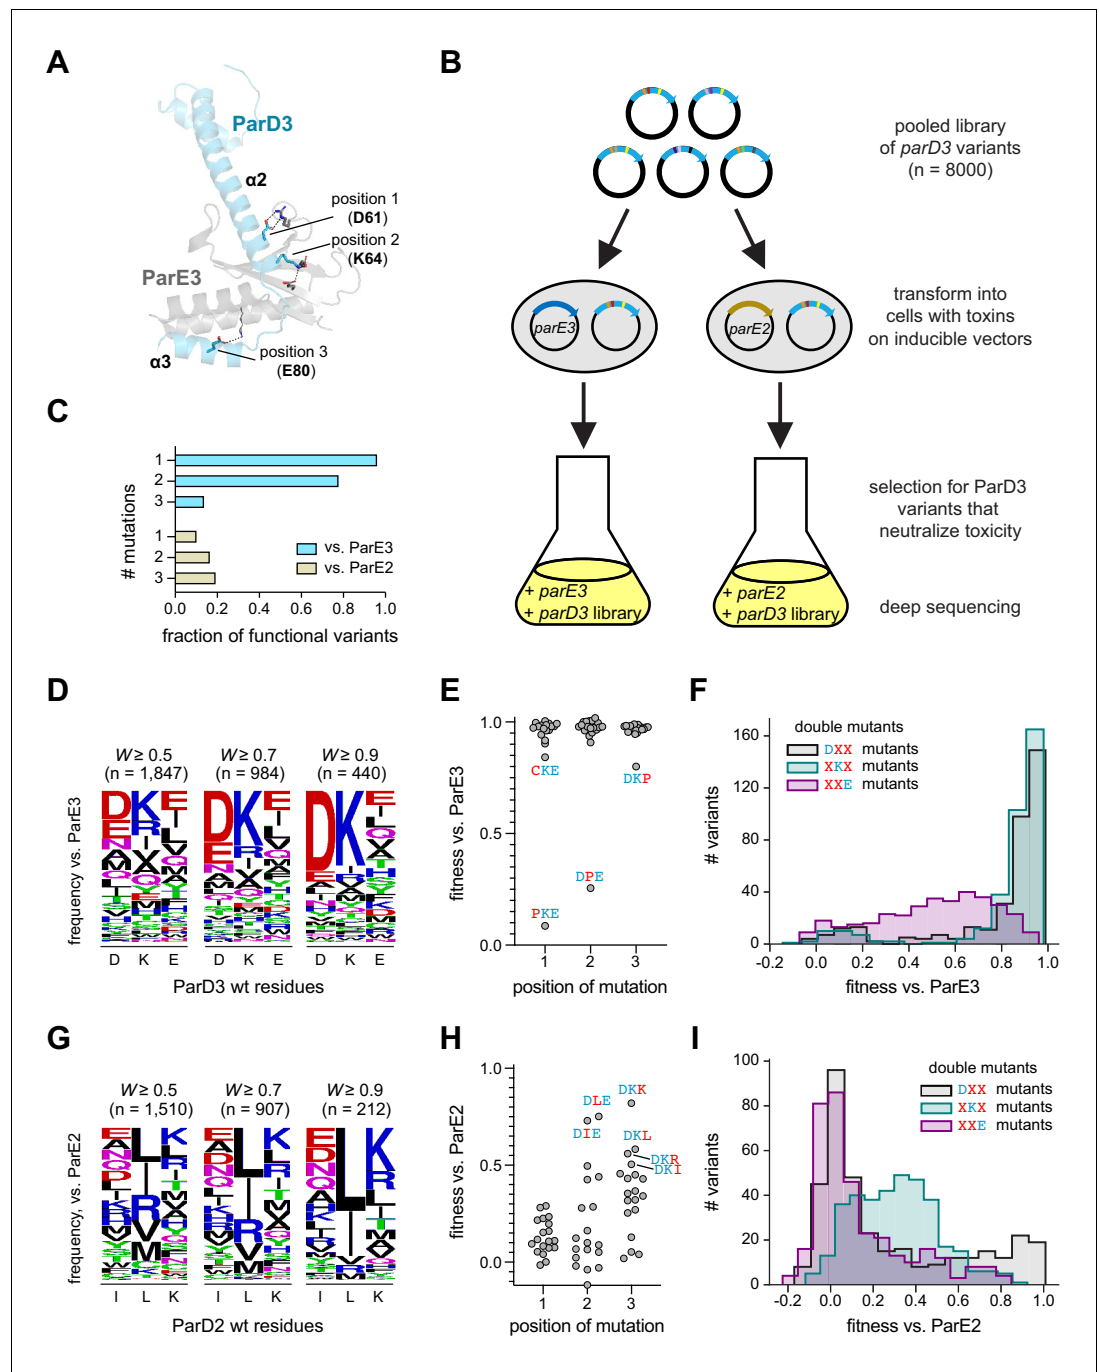 A
ParD3
α2
position 1
(D61)
position 2
(K64)
ParE3
α3
position 3
(E80)
B
pooled library
of parD3 variants
(n = 8000)
parE3
parE2
transform into
cells with toxins
on inducible vectors
selection for ParD3
variants that
neutralize toxicity
+ parE3
+ parD3 library
+ parE2
+ parD3 library
deep sequencing
C
# mutations
1
2
3
1
2
3
vs. ParE3
vs. ParE2
0.0 0.2 0.4 0.6 0.8 1.0
fraction of functional variants
D
W ≥ 0.5
(n = 1,847)
W ≥ 0.7
(n = 984)
W ≥ 0.9
(n = 440)
frequency vs. ParE3
D K E D K E D K E
ParD3 wt residues
E
fitness vs. ParE3
1.0
0.5
0.0
CKE
DKP
DPE
PKE
1 2 3
position of mutation
F
double mutants
DXX mutants
XKX mutants
XXE mutants
# variants
160
120
80
40
0
-0.2 0.0 0.2 0.4 0.6 0.8 1.0
fitness vs. ParE3
G
W ≥ 0.5
(n = 1,510)
W ≥ 0.7
(n = 907)
W ≥ 0.9
(n = 212)
frequency, vs. ParE2
I L K I L K I L K
ParD2 wt residues
H
fitness vs. ParE2
1.0
0.5
0.0
DKK
DLE
DIE
DKL
DKR
DKI
1 2 3
position of mutation
I
double mutants
DXX mutants
XKX mutants
XXE mutants
# variants
100
80
60
40
20
0
-0.2 0.0 0.2 0.4 0.6 0.8 1.0
fitness vs. ParE2